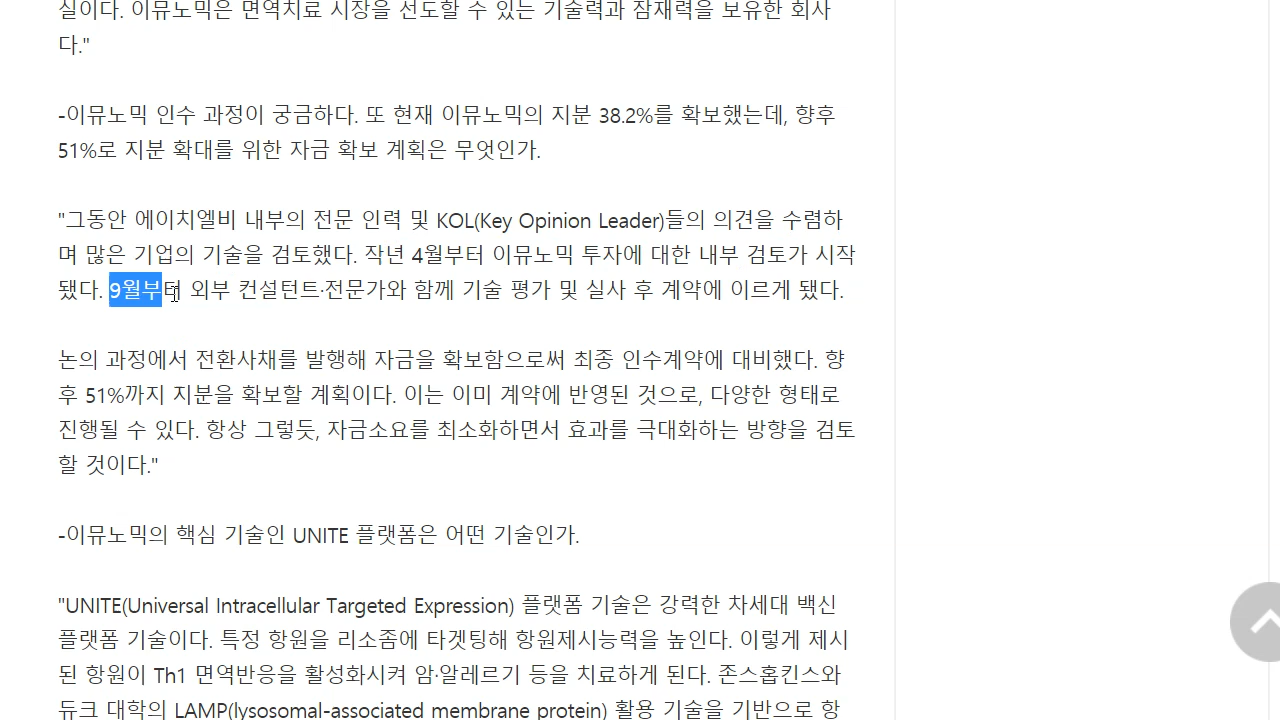 실이다. 이뮤노믹은 면역치료 시장을 선도할 수 있는 기술력과 잠재력을 보유한 회사
다."
-이뮤노믹 인수 과정이 궁금하다. 또 현재 이뮤노믹의 지분 38.2%를 확보했는데, 향후
51%로 지분 확대를 위한 자금 확보 계획은 무엇인가.
"그동안 에이치엘비 내부의 전문 인력 및 KOL(Key Opinion Leader)들의 의견을 수렴하
며 많은 기업의 기술을 검토했다. 작년 4월부터 이뮤노믹 투자에 대한 내부 검토가 시작
됐다. 9월부터 외부 컨설턴트·전문가와 함께 기술 평가 및 실사 후 계약에 이르게 됐다.
논의 과정에서 전환사채를 발행해 자금을 확보함으로써 최종 인수계약에 대비했다. 향
후 51%까지 지분을 확보할 계획이다. 이는 이미 계약에 반영된 것으로, 다양한 형태로
진행될 수 있다. 항상 그렇듯, 자금소요를 최소화하면서 효과를 극대화하는 방향을 검토
할 것이다."
-이뮤노믹의 핵심 기술인 UNITE 플랫폼은 어떤 기술인가.
"UNITE(Universal Intracellular Targeted Expression) 플랫폼 기술은 강력한 차세대 백신
플랫폼 기술이다. 특정 항원을 리소좀에 타겟팅해 항원제시능력을 높인다. 이렇게 제시
된 항원이 Th1 면역반응을 활성화시켜 암·알레르기 등을 치료하게 된다. 존스홉킨스와
듀크 대학의 LAMP(lysosomal-associated membrane protein) 활용 기술을 기반으로 항